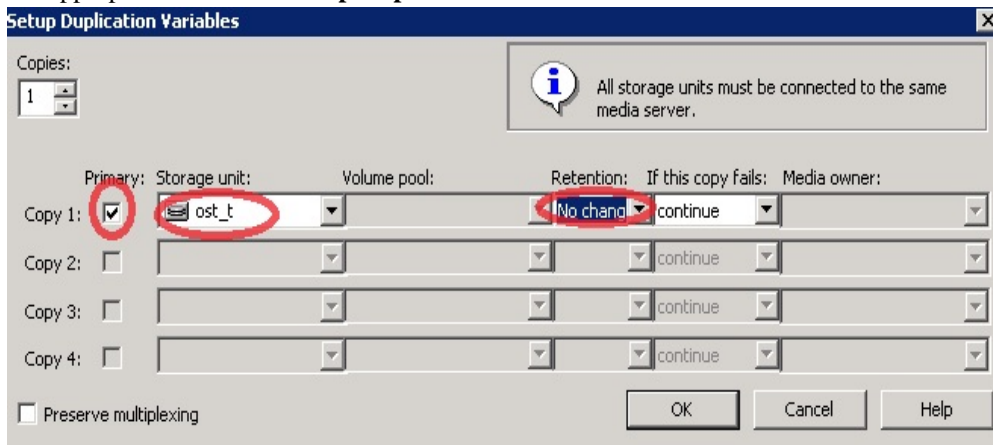 Setup Duplication Variables
Copies:
1
All storage units must be connected to the same
media server.
Primary: Storage unit: Volume pool: Retention: If this copy fails: Media owner:
Copy 1: ost_t No chang continue
Copy 2: continue
Copy 3: continue
Copy 4: continue
Preserve multiplexing OK Cancel Help